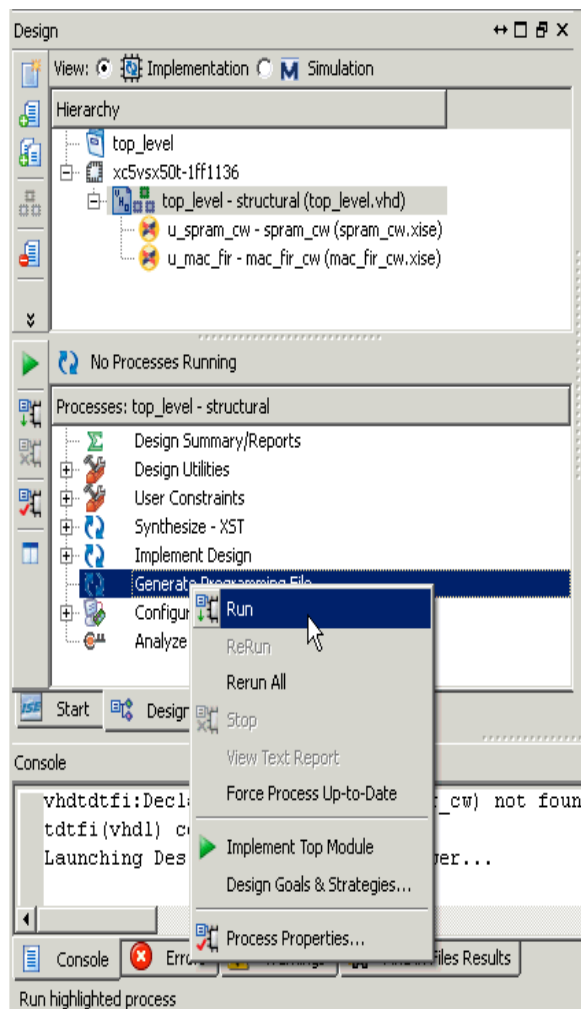 Design
View: Implementation Simulation
Hierarchy
top_level
xc5vsx50t-1ff1136
top_level - structural (top_level.vhd)
u_spram_cw - spram_cw (spram_cw.xise)
u_mac_fir - mac_fir_cw (mac_fir_cw.xise)
No Processes Running
Processes: top_level - structural
Design Summary/Reports
Design Utilities
User Constraints
Synthesize - XST
Implement Design
Generate Programming File
Configur
Analyze
Run
ReRun
Rerun All
Stop
View Text Report
Force Process Up-to-Date
Implement Top Module
Design Goals & Strategies...
Process Properties...
ISE Start Design
Console
vhdtdtfi:Decl r_cw) not foun
tdtfi(vhdl) c
Launching Des er...
Console Error Files Results
Run highlighted process